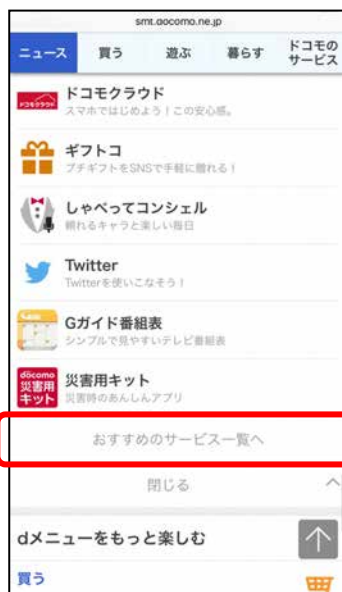 smt.docomo.ne.jp
ニュース 買う 遊ぶ 暮らす ドコモの
サービス
ドコモクラウド
スマホではじめよう！この安心感。
ギフトコ
プチギフトをSNSで手軽に贈れる！
しゃべってコンシェル
頼れるキャラと楽しい毎日
Twitter
Twitterを使いこなそう！
Gガイド番組表
シンプルで見やすいテレビ番組表
docomo
災害用
キット
災害用キット
災害時のあんしんアプリ
おすすめのサービス一覧へ
閉じる
dメニューをもっと楽しむ
買う